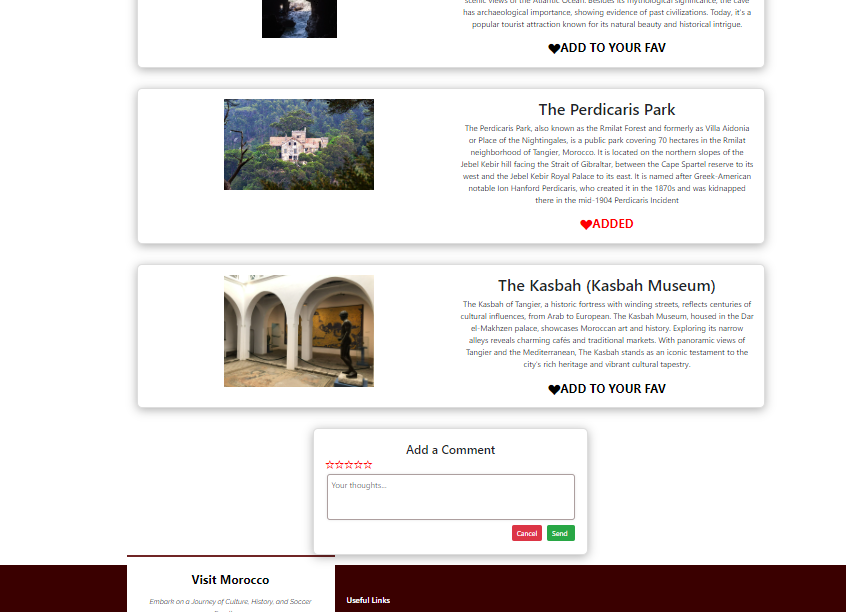 scenic views of the Atlantic Ocean. Besides its mythological significance, the cave
has archaeological importance, showing evidence of past civilizations. Today, it's a
popular tourist attraction known for its natural beauty and historical intrigue.
ADD TO YOUR FAV
The Perdicaris Park
The Perdicaris Park, also known as the Rmilat Forest and formerly as Villa Aidonia
or Place of the Nightingales, is a public park covering 70 hectares in the Rmilat
neighborhood of Tangier, Morocco. It is located on the northern slopes of the
Jebel Kebir hill facing the Strait of Gibraltar, between the Cape Spartel reserve to its
west and the Jebel Kebir Royal Palace to its east. It is named after Greek-American
notable Ion Hanford Perdicaris, who created it in the 1870s and was kidnapped
there in the mid-1904 Perdicaris Incident
ADDED
The Kasbah (Kasbah Museum)
The Kasbah of Tangier, a historic fortress with winding streets, reflects centuries of
cultural influences, from Arab to European. The Kasbah Museum, housed in the Dar
el-Makhzen palace, showcases Moroccan art and history. Exploring its narrow
alleys reveals charming cafés and traditional markets. With panoramic views of
Tangier and the Mediterranean, The Kasbah stands as an iconic testament to the
city's rich heritage and vibrant cultural tapestry.
ADD TO YOUR FAV
Add a Comment
Your thoughts...
Cancel Send
Visit Morocco
Embark on a Journey of Culture, History, and Soccer
Useful Links